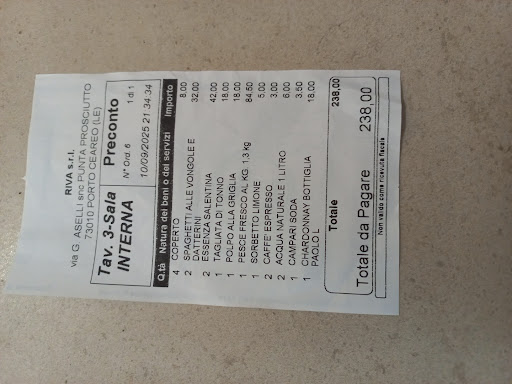 RIVA s.r.l.
via G. ASELLI snc PUNTA PROSCIUTTO
73010 PORTO CEAREO (LE)
Tav. 3-Sala Preconto
INTERNA N° Ord. 6 1 di 1
10/09/2025 21:34:34
Q.tà Natura dei beni o dei servizi Importo
4 COPERTO 8.00
2 SPAGHETTI ALLE VONGOLE E 32.00
DATTERINI
2 ESSENZA SALENTINA 42.00
1 TAGLIATA DI TONNO 18.00
1 POLPO ALLA GRIGLIA 18.00
1 PESCE FRESCO AL KG 1,3 kg 84.50
1 SORBETTO LIMONE 5.00
2 CAFFE' ESPRESSO 3.00
2 ACQUA NATURALE 1 LITRO 6.00
1 CAMPARI SODA 3.50
1 CHARDONNAY BOTTIGLIA 18.00
PAOLO L
Totale 238,00
Totale da Pagare 238,00
Non valida come ricevuta fiscale